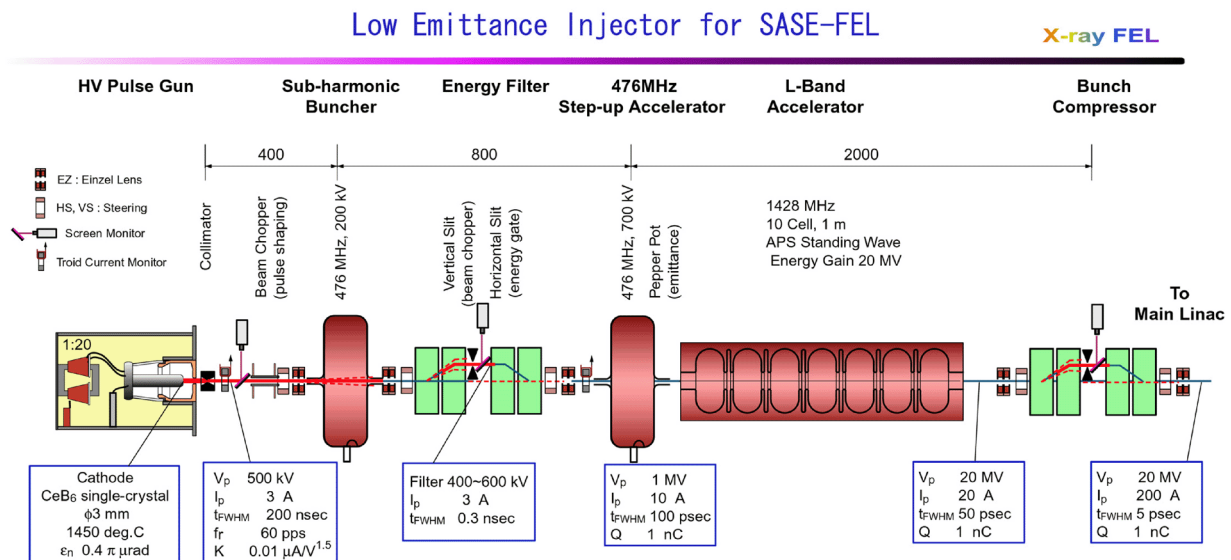 Low Emittance Injector for SASE-FEL
X-ray FEL
HV Pulse Gun
Sub-harmonic
Buncher
Energy Filter
476MHz
Step-up Accelerator
L-Band
Accelerator
Bunch
Compressor
400
800
2000
EZ : Einzel Lens
HS, VS : Steering
Screen Monitor
Troid Current Monitor
Collimator
Beam Chopper
(pulse shaping)
476 MHz, 200 kV
Vertical Slit
(beam chopper)
Horizontal Slit
(energy gate)
476 MHz, 700 kV
Pepper Pot
(emittance)
1428 MHz
10 Cell, 1 m
APS Standing Wave
Energy Gain 20 MV
To
Main Linac
1:20
Cathode
CeB6 single-crystal
ϕ3 mm
1450 deg.C
εn 0.4 π μrad
Vp 500 kV
Ip 3 A
tFWHM 200 nsec
fr 60 pps
K 0.01 μA/V1.5
Filter 400~600 kV
Ip 3 A
tFWHM 0.3 nsec
Vp 1 MV
Ip 10 A
tFWHM 100 psec
Q 1 nC
Vp 20 MV
Ip 20 A
tFWHM 50 psec
Q 1 nC
Vp 20 MV
Ip 200 A
tFWHM 5 psec
Q 1 nC